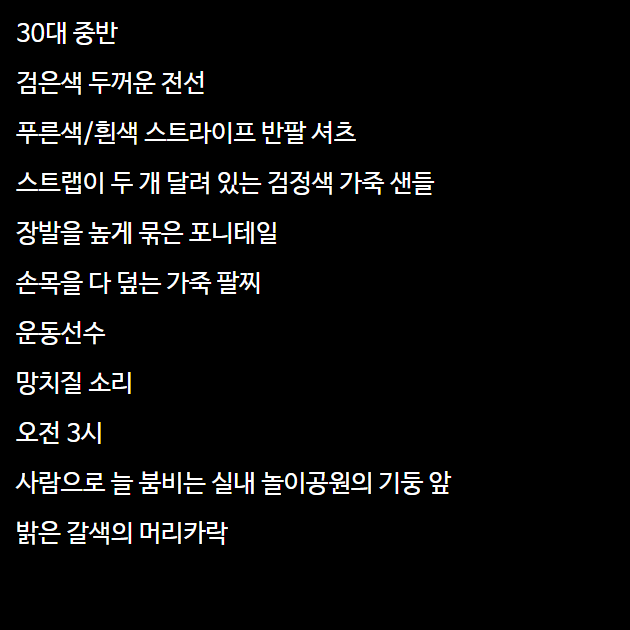 30대 중반
검은색 두꺼운 전선
푸른색/흰색 스트라이프 반팔 셔츠
스트랩이 두 개 달려 있는 검정색 가죽 샌들
장발을 높게 묶은 포니테일
손목을 다 덮는 가죽 팔찌
운동선수
망치질 소리
오전 3시
사람으로 늘 붐비는 실내 놀이공원의 기둥 앞
밝은 갈색의 머리카락